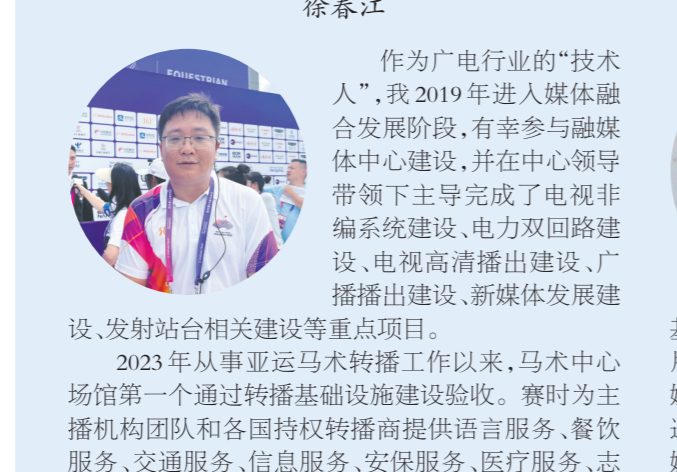 徐春江
EQUESTRIAN
作为广电行业的“技术
人”,我2019年进入媒体融
合发展阶段,有幸参与融媒
体中心建设,并在中心领导
带领下主导完成了电视非
编系统建设、电力双回路建
设、电视高清播出建设、广
播播出建设、新媒体发展建
设、发射站台相关建设等重点项目。
2023年从事亚运马术转播工作以来,马术中心
场馆第一个通过转播基础设施建设验收。赛时为主
播机构团队和各国持权转播商提供语言服务、餐饮
服务、交通服务、信息服务、安保服务、医疗服务、志